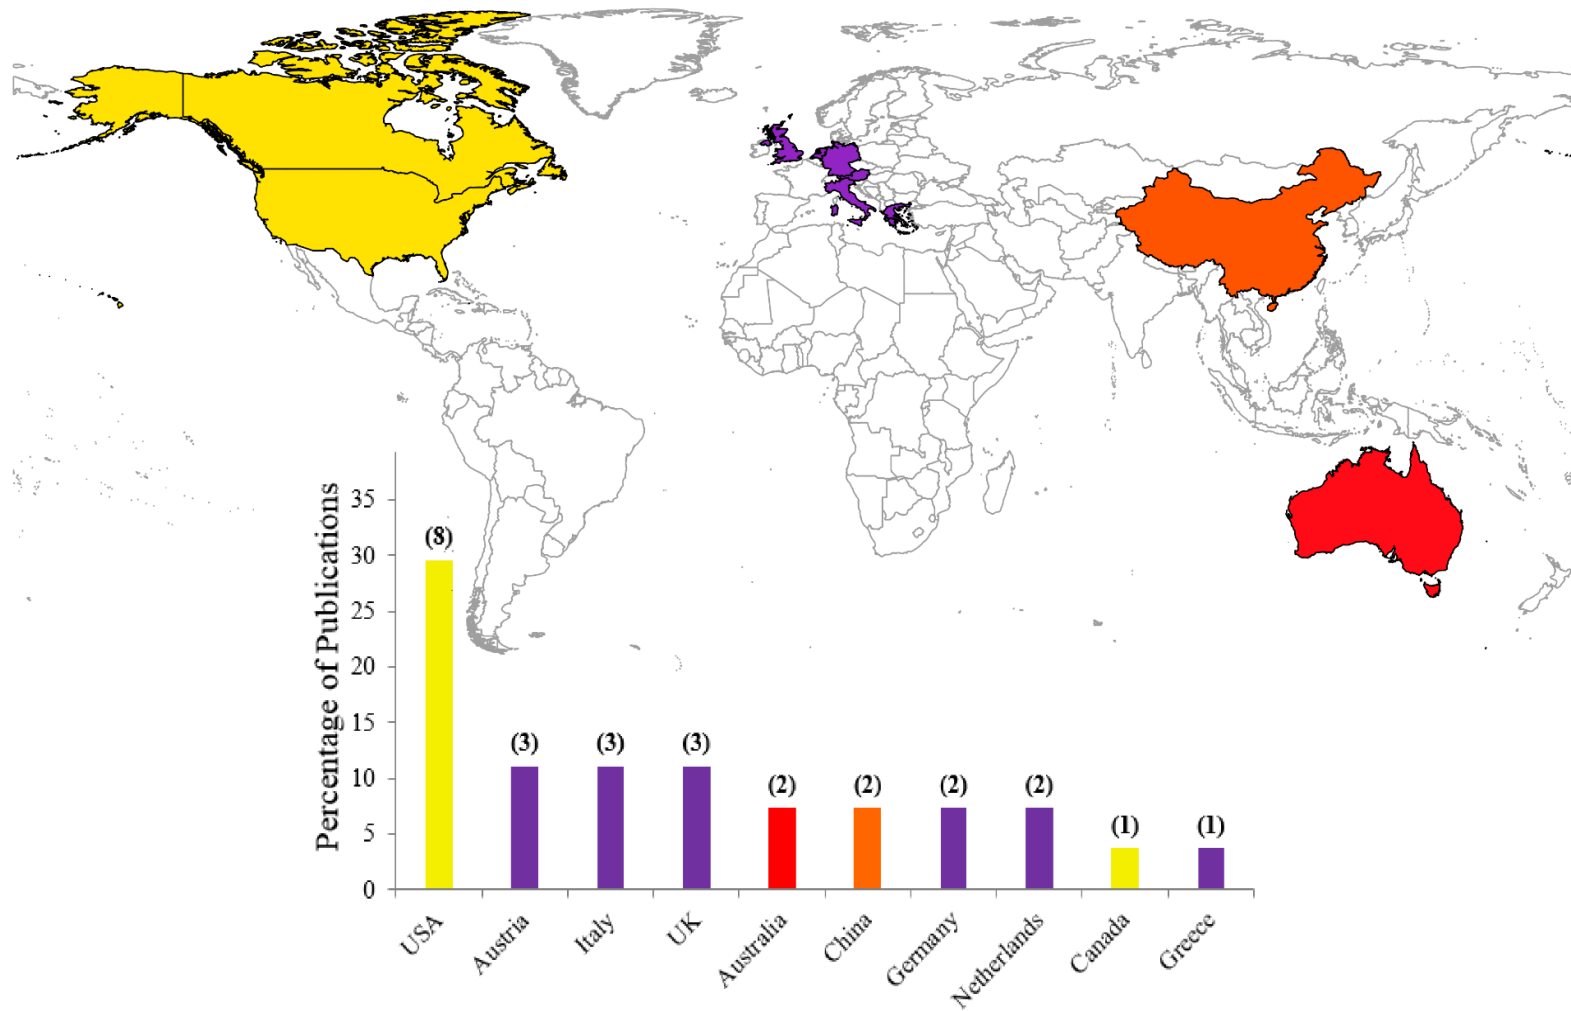 Percentage of Publications
35
30
25
20
15
10
5
0
(8)
(3)
(3)
(3)
(2)
(2)
(2)
(2)
(1)
(1)
USA
Austria
Italy
UK
Australia
China
Germany
Netherlands
Canada
Greece